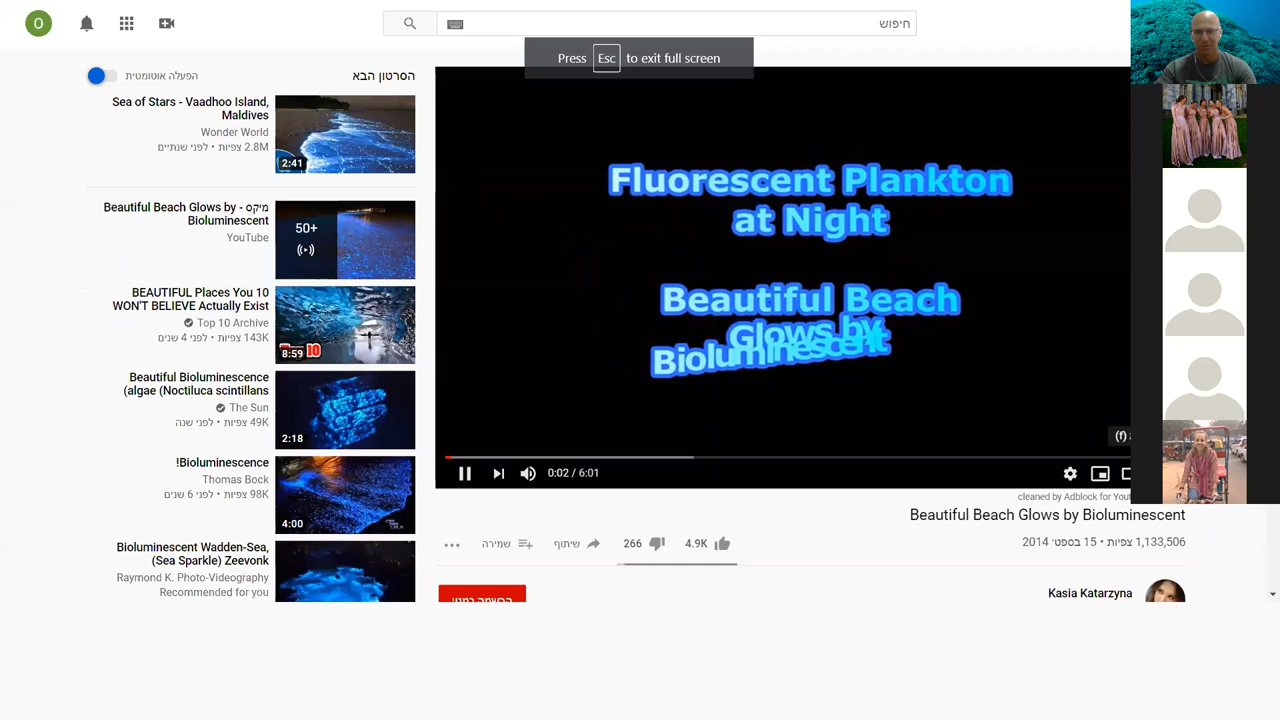 O
חיפוש
Press Esc to exit full screen
הסרטון הבא
הפעלה אוטומטית
Sea of Stars - Vaadhoo Island,
Maldives
Wonder World
2.8M צפיות • לפני שנתיים
2:41
מיקס - Beautiful Beach Glows by
Bioluminescent
YouTube
50+
BEAUTIFUL Places You 10
WON'T BELIEVE Actually Exist
Top 10 Archive
143K צפיות • לפני 4 שנים
8:59
10
Beautiful Bioluminescence
(algae (Noctiluca scintillans
The Sun
49K צפיות • לפני שנה
2:18
!Bioluminescence
Thomas Bock
98K צפיות • לפני 6 שנים
4:00
Bioluminescent Wadden-Sea,
(Sea Sparkle) Zeevonk
Raymond K. Photo-Videography
Recommended for you
Fluorescent Plankton
at Night
Beautiful Beach
Glows by
Bioluminescent
(f)
0:02 / 6:01
cleaned by Adblock for You
Beautiful Beach Glows by Bioluminescent
1,133,506 צפיות • 15 בספט׳ 2014
4.9K
266
שיתוף
שמירה
Kasia Katarzyna